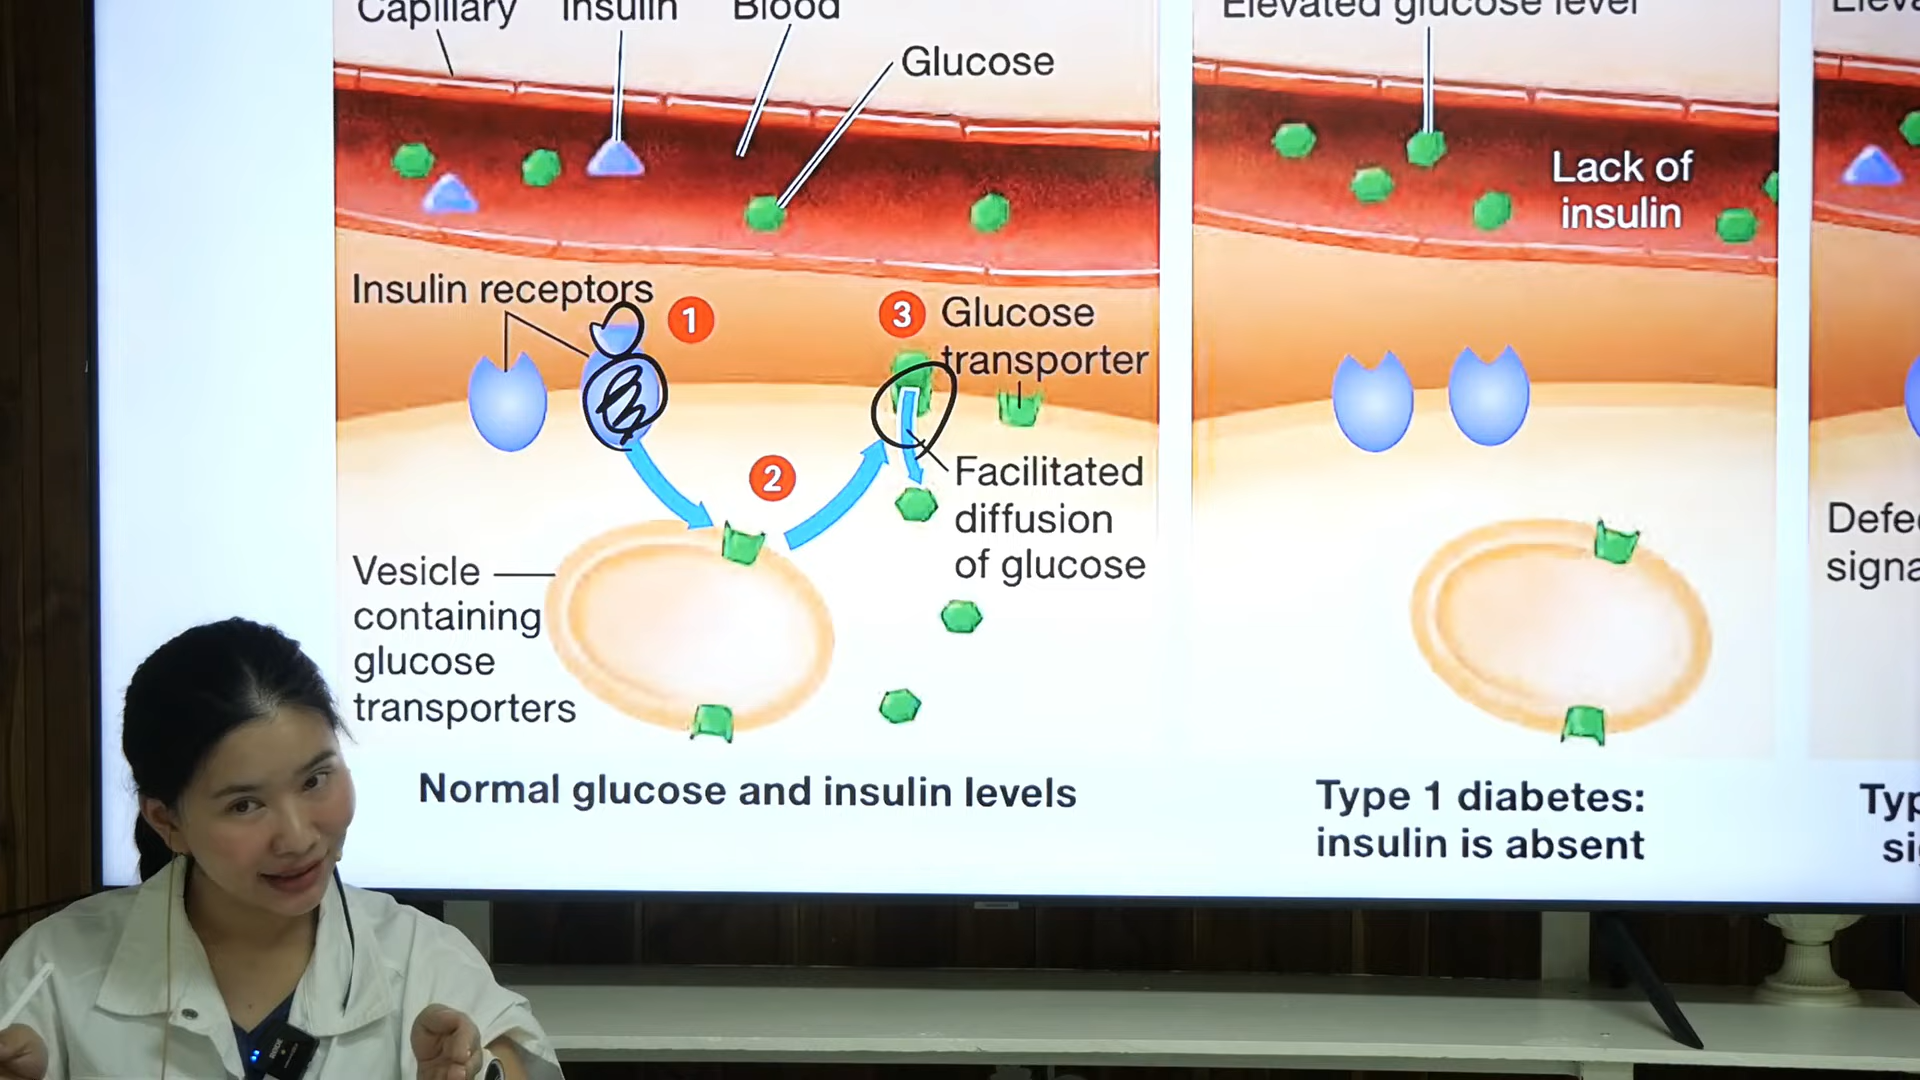 Capillary
Insulin
Blood
Glucose
Insulin receptors
1
3
Glucose
transporter
2
Facilitated
diffusion
of glucose
Vesicle
containing
glucose
transporters
Normal glucose and insulin levels
Elevated glucose level
Lack of
insulin
Type 1 diabetes:
insulin is absent